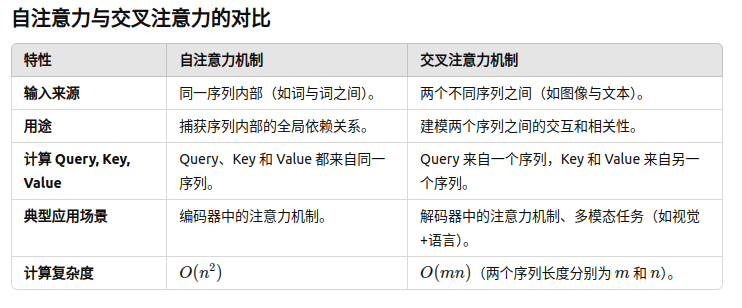 自注意力与交叉注意力的对比
特性 自注意力机制 交叉注意力机制
输入来源 同一序列内部（如词与词之间）。 两个不同序列之间（如图像与文本）。
用途 捕获序列内部的全局依赖关系。 建模两个序列之间的交互和相关性。
计算 Query, Key, Query、Key 和 Value 都来自同一 Query 来自一个序列，Key 和 Value 来自另一
Value 序列。 个序列。
典型应用场景 编码器中的注意力机制。 解码器中的注意力机制、多模态任务（如视觉
+语言）。
计算复杂度 O(n²) O(mn)（两个序列长度分别为 m 和 n）。